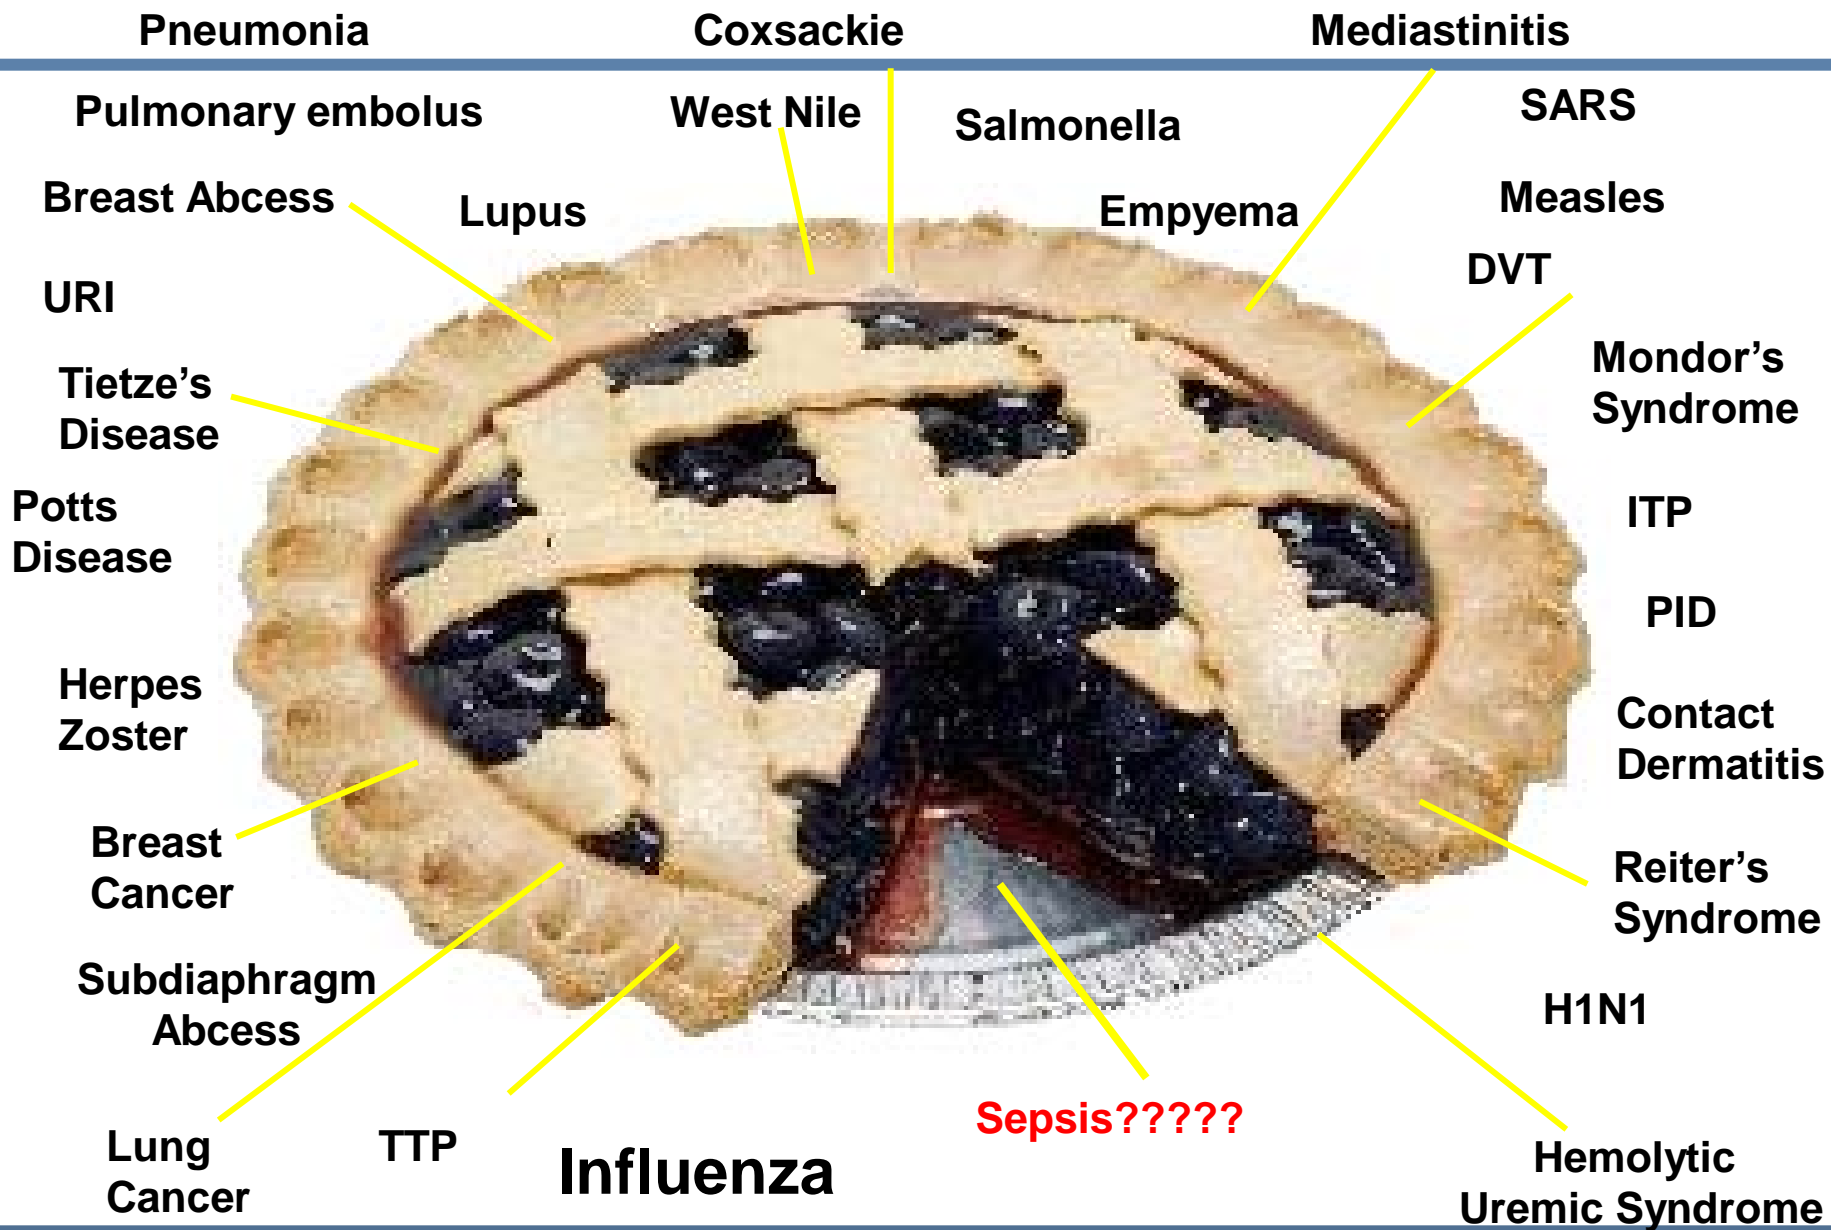 Pneumonia
Coxsackie
Mediastinitis
Pulmonary embolus
West Nile
Salmonella
SARS
Breast Abcess
Lupus
Empyema
Measles
URI
DVT
Tietze’s
Disease
Mondor’s
Syndrome
Potts
Disease
ITP
PID
Herpes
Zoster
Contact
Dermatitis
Breast
Cancer
Reiter’s
Syndrome
Subdiaphragm
Abcess
H1N1
Sepsis?????
Lung
Cancer
TTP
Influenza
Hemolytic
Uremic Syndrome